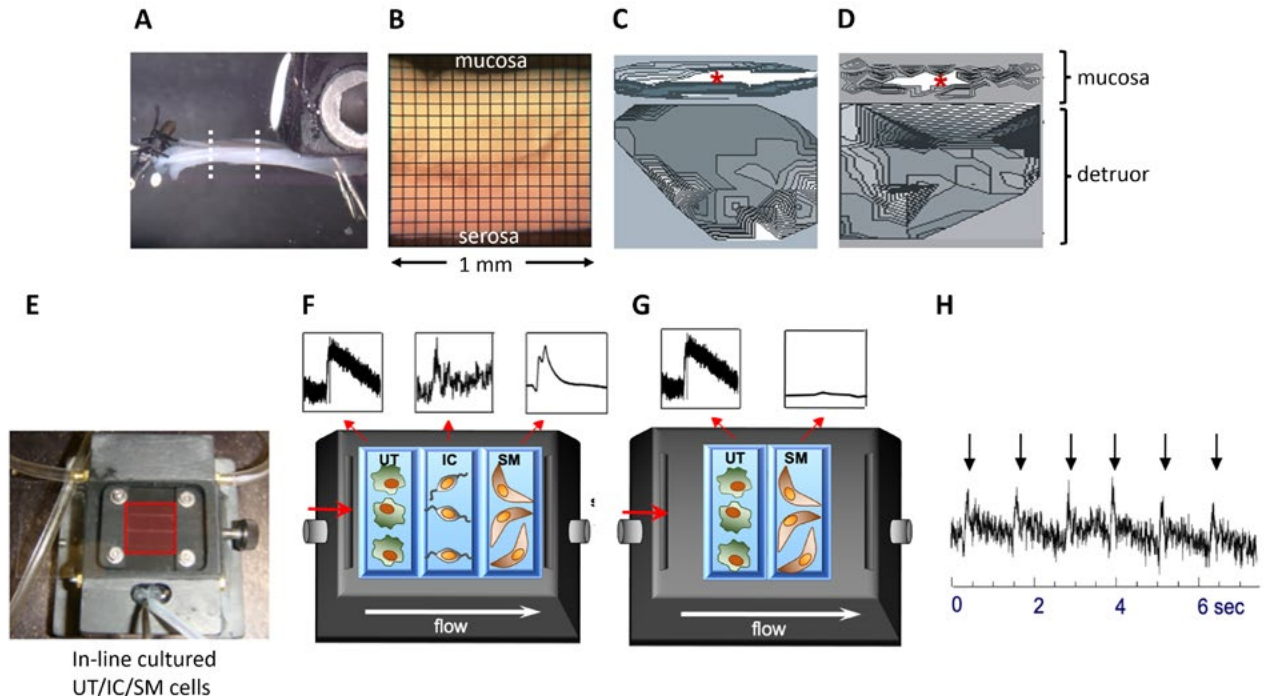 A
B
C
D
mucosa
serosa
1 mm
*
*
mucosa
detruor
E
F
G
H
UT
IC
SM
flow
UT
SM
flow
0
2
4
6 sec
In-line cultured
UT/IC/SM cells